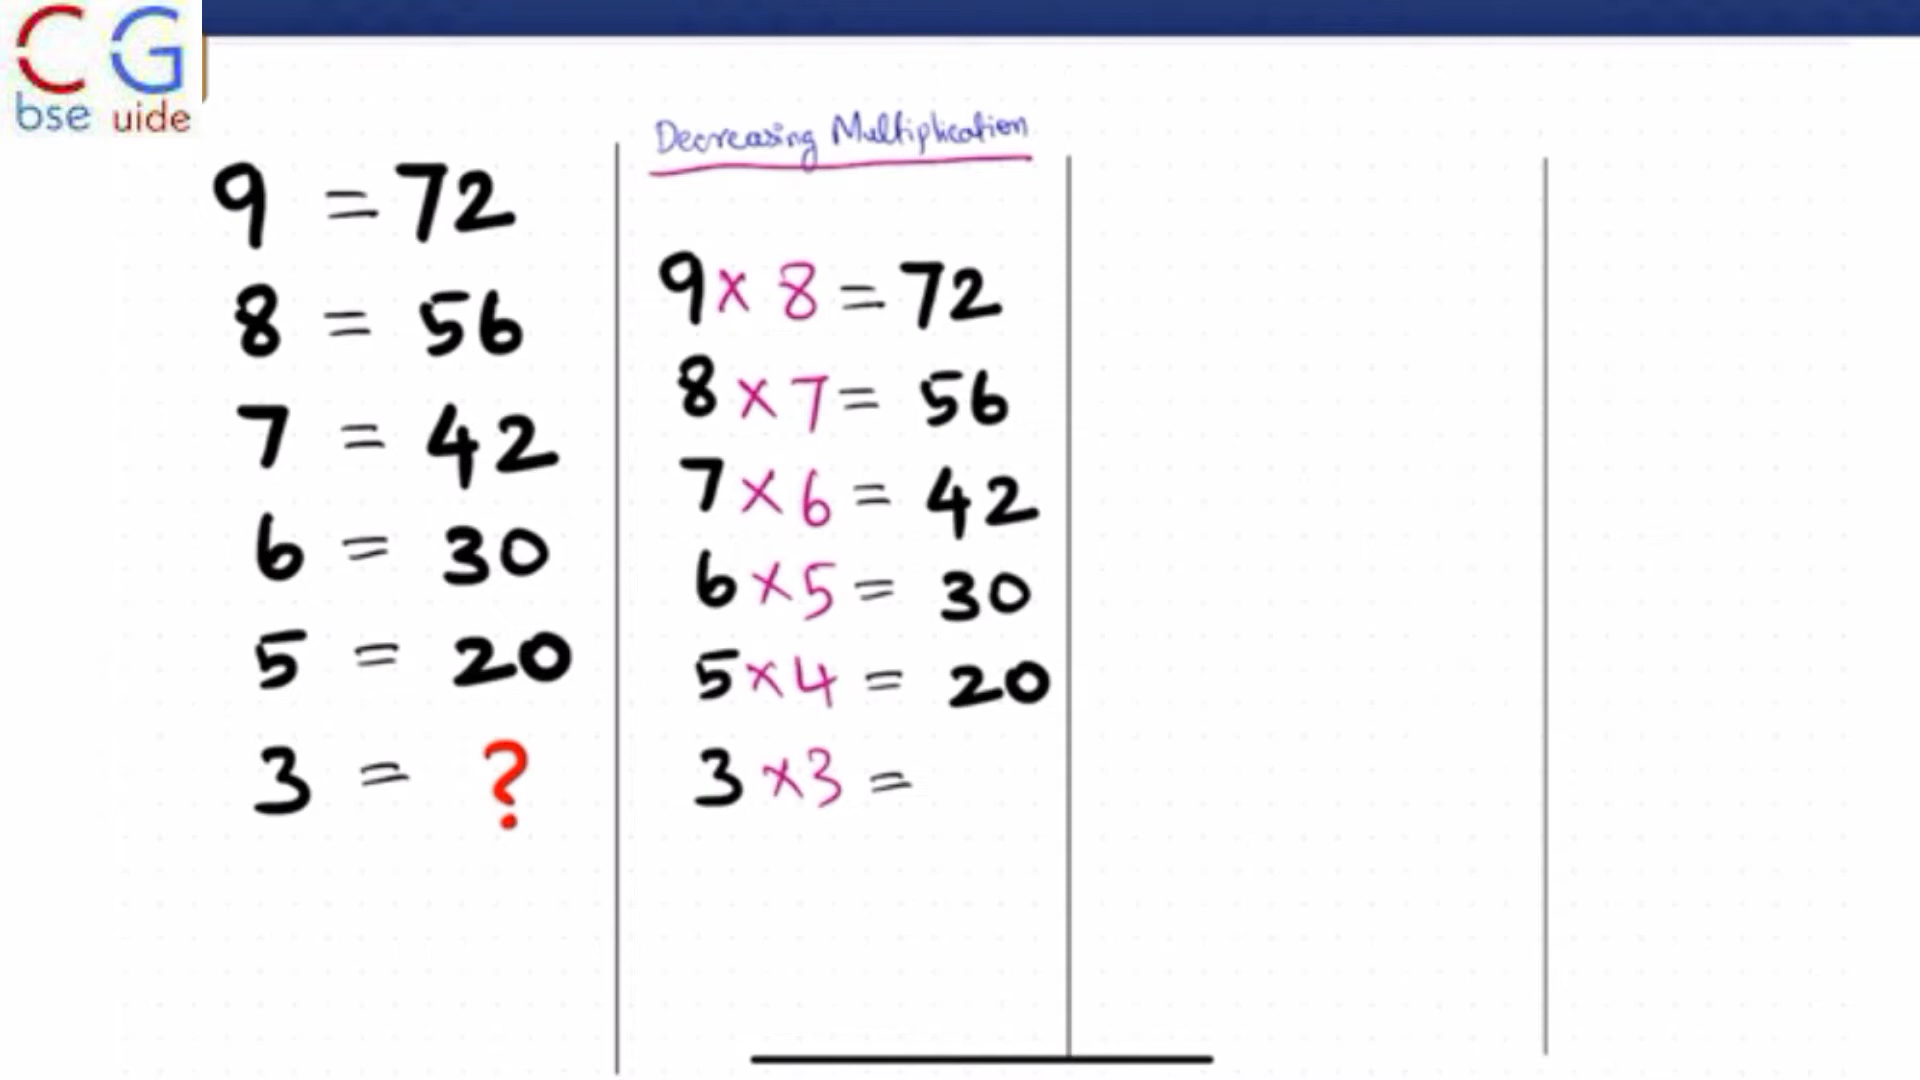 CG
bse uide
9 = 72
8 = 56
7 = 42
6 = 30
5 = 20
3 = ?
Decreasing Multiplication
9 × 8 = 72
8 × 7 = 56
7 × 6 = 42
6 × 5 = 30
5 × 4 = 20
3 × 3 =